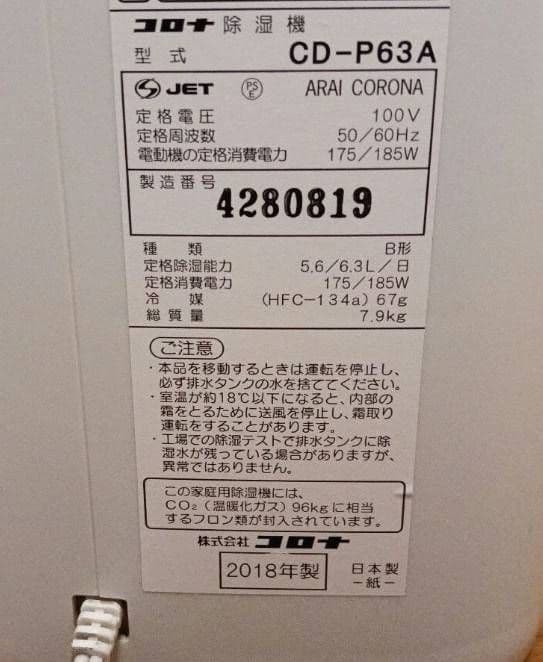 コロナ除湿機
型式 CD-P63A
JET PSE ARAI CORONA
定格電圧 100V
定格周波数 50/60Hz
電動機の定格消費電力 175/185W
製造番号 4280819
種類 B形
定格除湿能力 5.6/6.3L/日
定格消費電力 175/185W
冷媒 (HFC-134a) 67g
総質量 7.9kg
ご注意
・本品を移動するときは運転を停止し、
必ず排水タンクの水を捨ててください。
・室温が約18℃以下になると、内部の
霜をとるために送風を停止し、霜取り
運転をすることがあります。
・工場での除湿テストで排水タンクに除
湿水が残っている場合がありますが、
異常ではありません。
この家庭用除湿機には、
CO₂(温暖化ガス)96kgに相当
するフロン類が封入されています。
株式会社コロナ
2018年製 日本製
-紙-